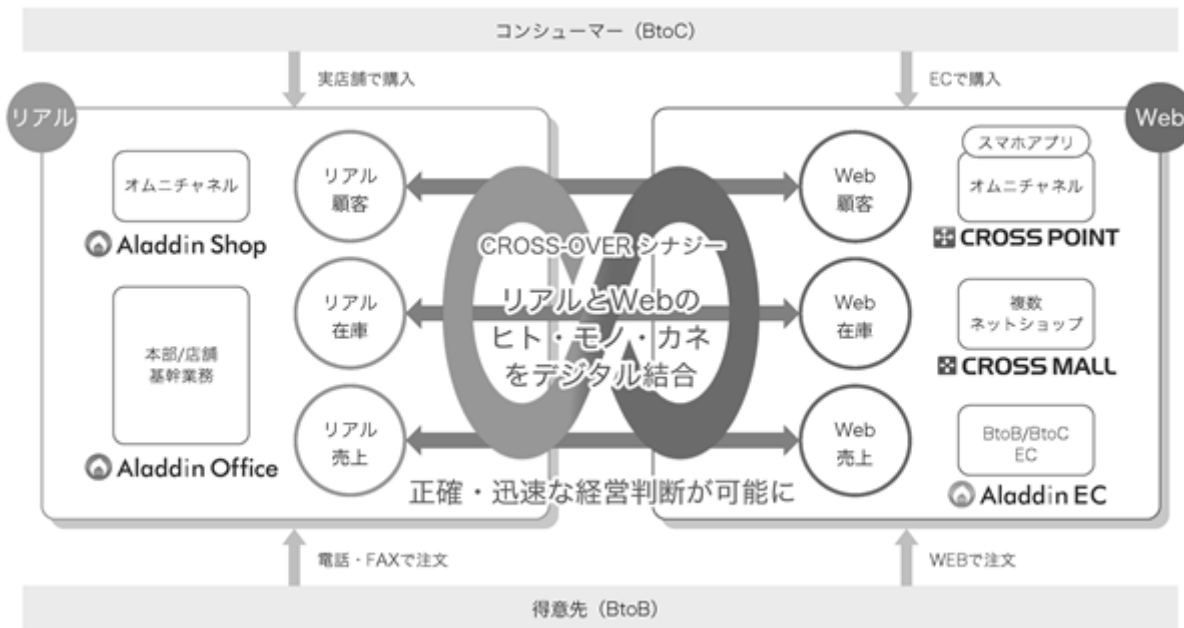 コンシューマー（BtoC）
実店舗で購入
ECで購入
リアル
Web
オムニチャネル
Aladdin Shop
本部/店舗
基幹業務
Aladdin Office
リアル
顧客
リアル
在庫
リアル
売上
CROSS-OVER シナジー
リアルとWebの
ヒト・モノ・カネ
をデジタル結合
正確・迅速な経営判断が可能に
Web
顧客
Web
在庫
Web
売上
スマホアプリ
オムニチャネル
CROSS POINT
複数
ネットショップ
CROSS MALL
BtoB/BtoC
EC
Aladdin EC
電話・FAXで注文
WEBで注文
得意先（BtoB）